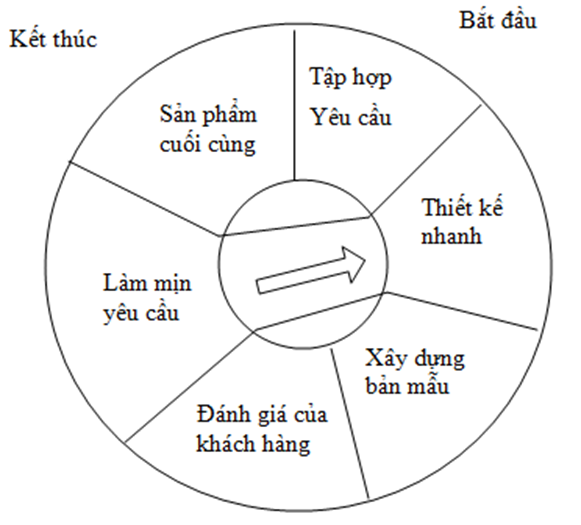 Kết thúc
Bắt đầu
Tập hợp
Yêu cầu
Thiết kế
nhanh
Xây dựng
bản mẫu
Đánh giá của
khách hàng
Làm mịn
yêu cầu
Sản phẩm
cuối cùng